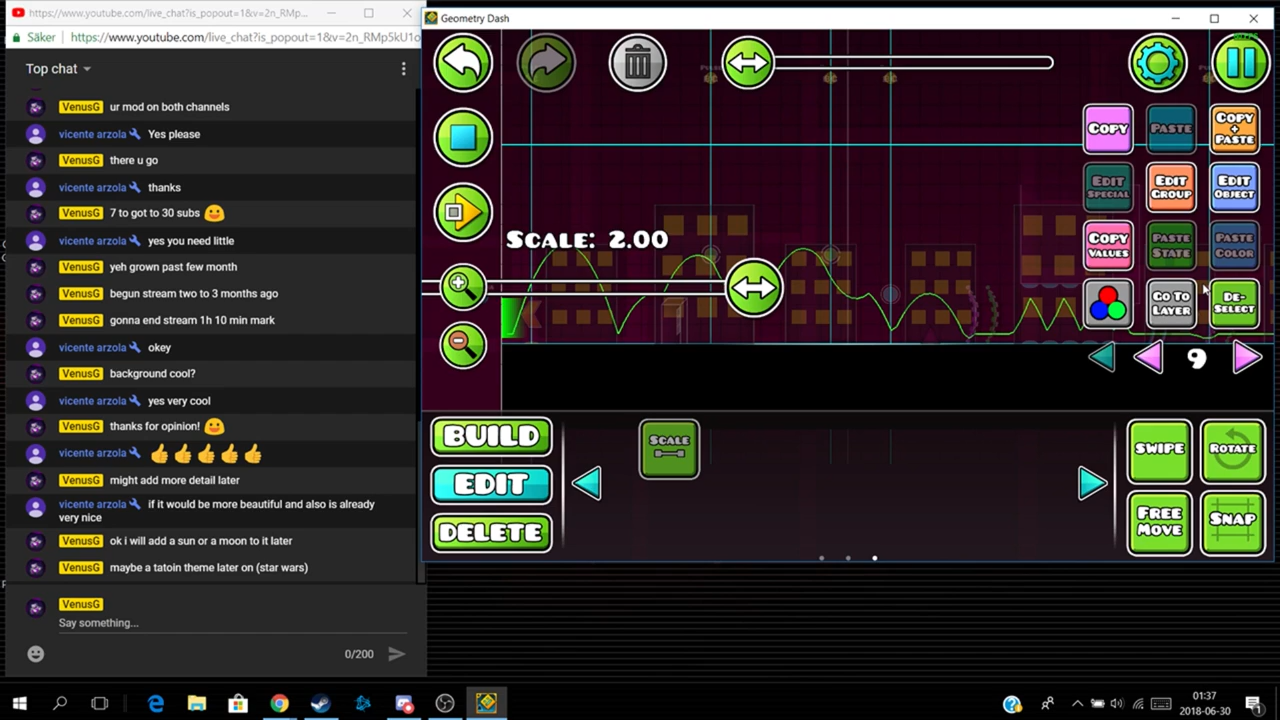 https://www.youtube.com/live_chat?is_popout=1&v=2n_RMp...
Säker
https://www.youtube.com/live_chat?is_popout=1&v=2n_RMp5kU1o
Top chat
VenusG ur mod on both channels
vicente arzola Yes please
VenusG there u go
vicente arzola thanks
VenusG 7 to got to 30 subs
vicente arzola yes you need little
VenusG yeh grown past few month
VenusG begun stream two to 3 months ago
VenusG gonna end stream 1h 10 min mark
vicente arzola okey
VenusG background cool?
vicente arzola yes very cool
VenusG thanks for opinion!
vicente arzola
VenusG might add more detail later
vicente arzola if it would be more beautiful and also is already
very nice
VenusG ok i will add a sun or a moon to it later
VenusG maybe a tatoin theme later on (star wars)
VenusG
Say something...
0/200
Geometry Dash
COPY
PASTE
COPY
+
PASTE
EDIT
SPECIAL
EDIT
GROUP
EDIT
OBJECT
COPY
VALUES
PASTE
STATE
PASTE
COLOR
GO TO
LAYER
DE-
SELECT
9
SCALE: 2.00
BUILD
EDIT
DELETE
SCALE
SWIPE
ROTATE
FREE
MOVE
SNAP
01:37
2018-06-30
1